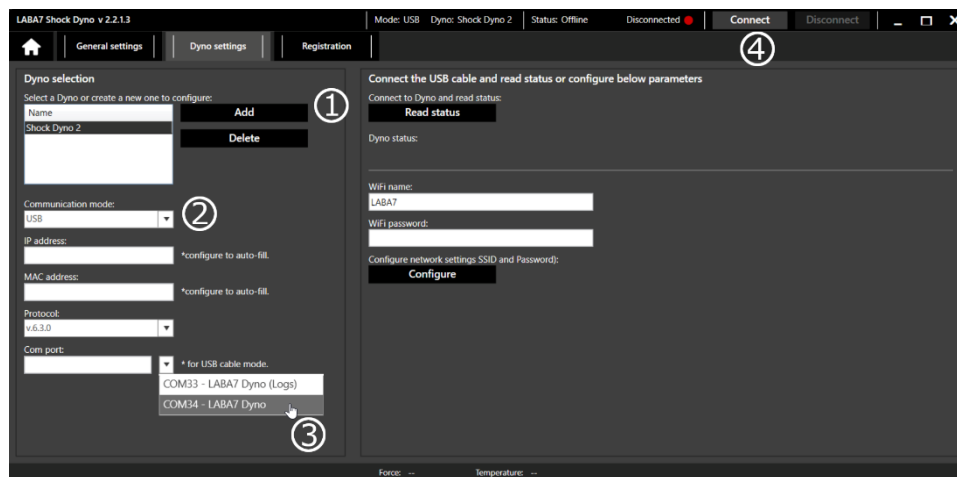 LABA7 Shock Dyno v 2.2.1.3
Mode: USB Dyno: Shock Dyno 2 Status: Offline Disconnected Connect Disconnect
General settings Dyno settings Registration
④
Dyno selection
Select a Dyno or create a new one to configure:
Name
Shock Dyno 2
Add
①
Delete
Communication mode:
USB
②
IP address:
*configure to auto-fill.
MAC address:
*configure to auto-fill.
Protocol:
v.6.3.0
Com port:
* for USB cable mode.
COM33 - LABA7 Dyno (Logs)
COM34 - LABA7 Dyno
③
Connect the USB cable and read status or configure below parameters
Connect to Dyno and read status:
Read status
Dyno status:
WiFi name:
LABA7
WiFi password:
Configure network settings SSID and Password):
Configure
Force: -- Temperature: --